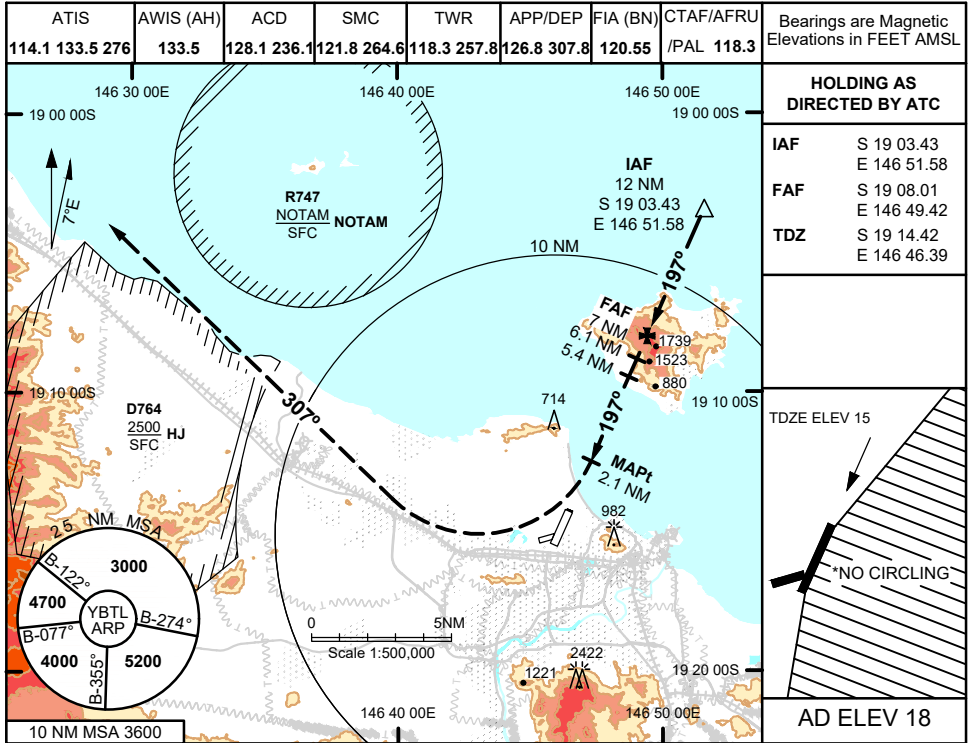 ATIS
114.1 133.5 276
AWIS (AH)
133.5
ACD
128.1 236.1
SMC
121.8 264.6
TWR
118.3 257.8
APP/DEP
126.8 307.8
FIA (BN)
120.55
CTAF/AFRU
/PAL 118.3
Bearings are Magnetic
Elevations in FEET AMSL
HOLDING AS
DIRECTED BY ATC
IAF S 19 03.43
E 146 51.58
FAF S 19 08.01
E 146 49.42
TDZ S 19 14.42
E 146 46.39
146 30 00E
146 40 00E
146 50 00E
19 00 00S
19 00 00S
7°E
R747
NOTAM NOTAM
SFC
IAF
12 NM
S 19 03.43
E 146 51.58
10 NM
197°
FAF
7 NM
6.1 NM
5.4 NM
1739
1523
880
19 10 00S
19 10 00S
D764
2500 HJ
SFC
307°
714
197°
MAPt
2.1 NM
982
25 NM MSA
3000
B-122°
4700
YBTL
ARP
B-274°
B-077°
4000
B-355°
5200
0 5NM
Scale 1:500,000
2422
1221
19 20 00S
146 40 00E
146 50 00E
10 NM MSA 3600
TDZE ELEV 15
*NO CIRCLING
AD ELEV 18